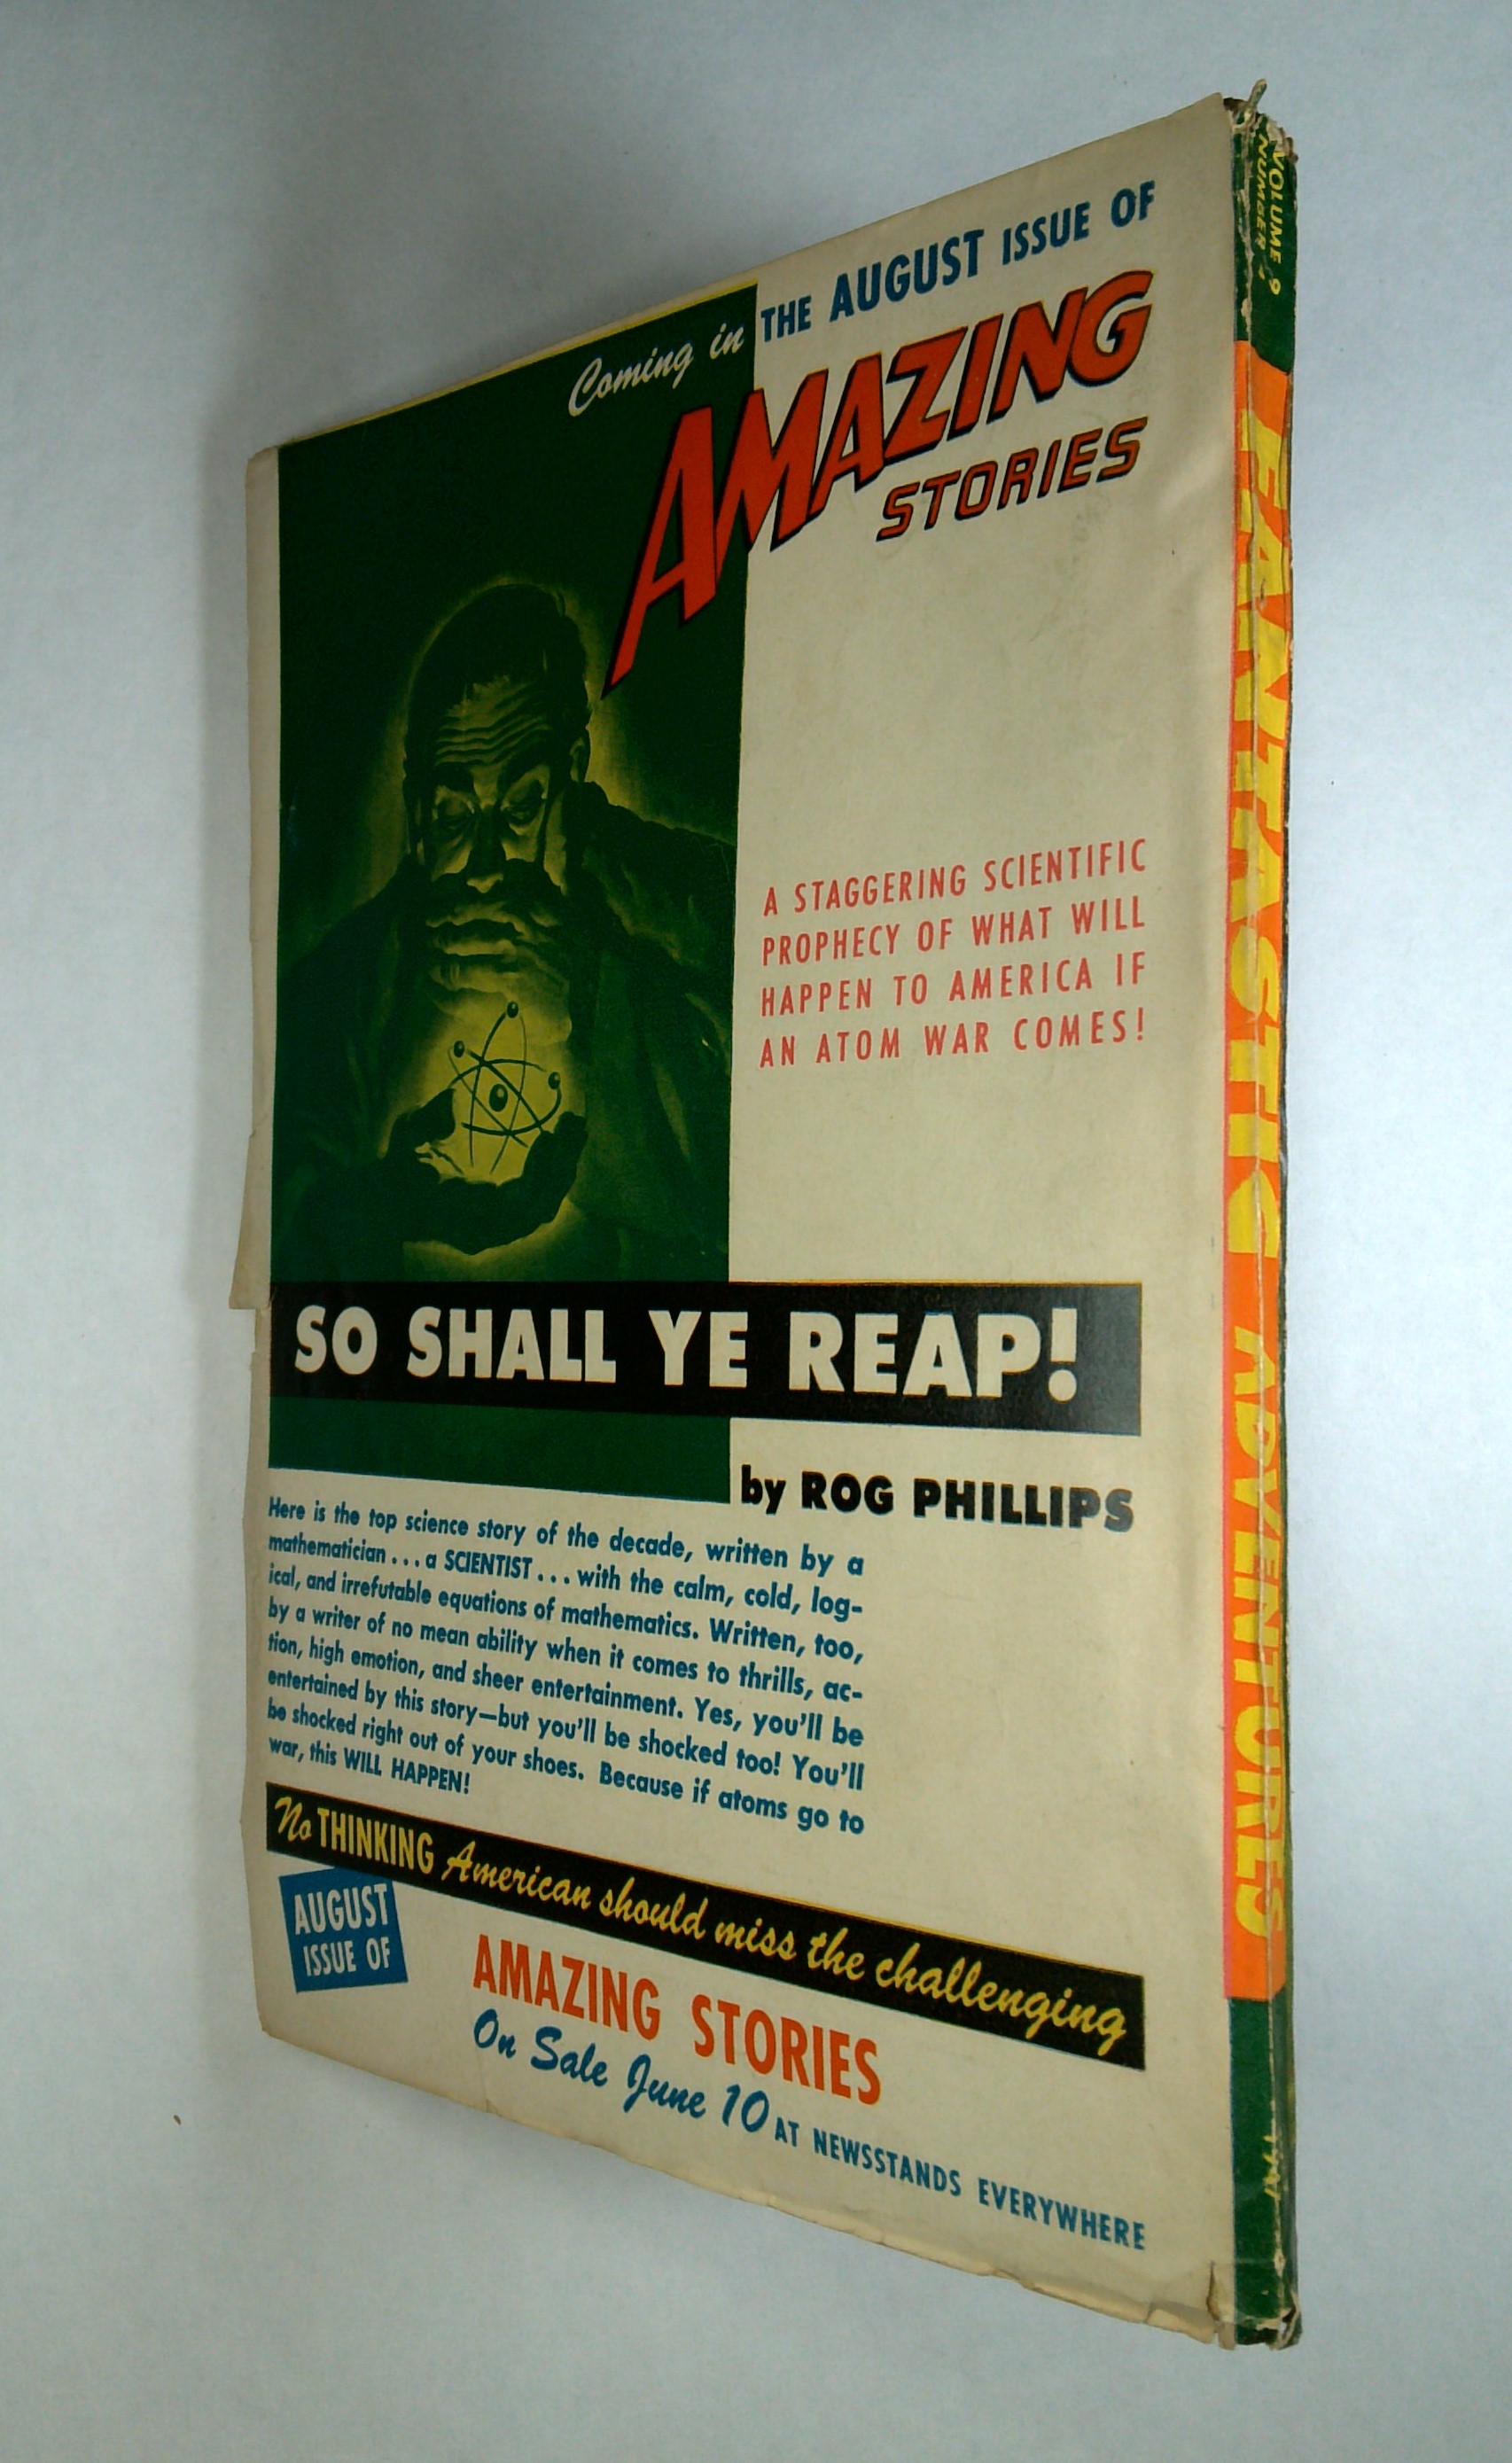 Coming in THE AUGUST ISSUE OF
AMAZING
STORIES
A STAGGERING SCIENTIFIC
PROPHECY OF WHAT WILL
HAPPEN TO AMERICA IF
AN ATOM WAR COMES!
SO SHALL YE REAP!
by ROG PHILLIPS
Here is the top science story of the decade, written by a
mathematician . . . a SCIENTIST . . . with the calm, cold, log-
ical, and irrefutable equations of mathematics. Written, too,
by a writer of no mean ability when it comes to thrills, ac-
tion, high emotion, and sheer entertainment. Yes, you'll be
entertained by this story—but you'll be shocked too! You'll
be shocked right out of your shoes. Because if atoms go to
war, this WILL HAPPEN!
No THINKING American should miss the challenging
AUGUST
ISSUE OF
AMAZING STORIES
On Sale June 10 AT NEWSSTANDS EVERYWHERE
VOLUME 9
NUMBER
FANTASTIC ADVENTURES